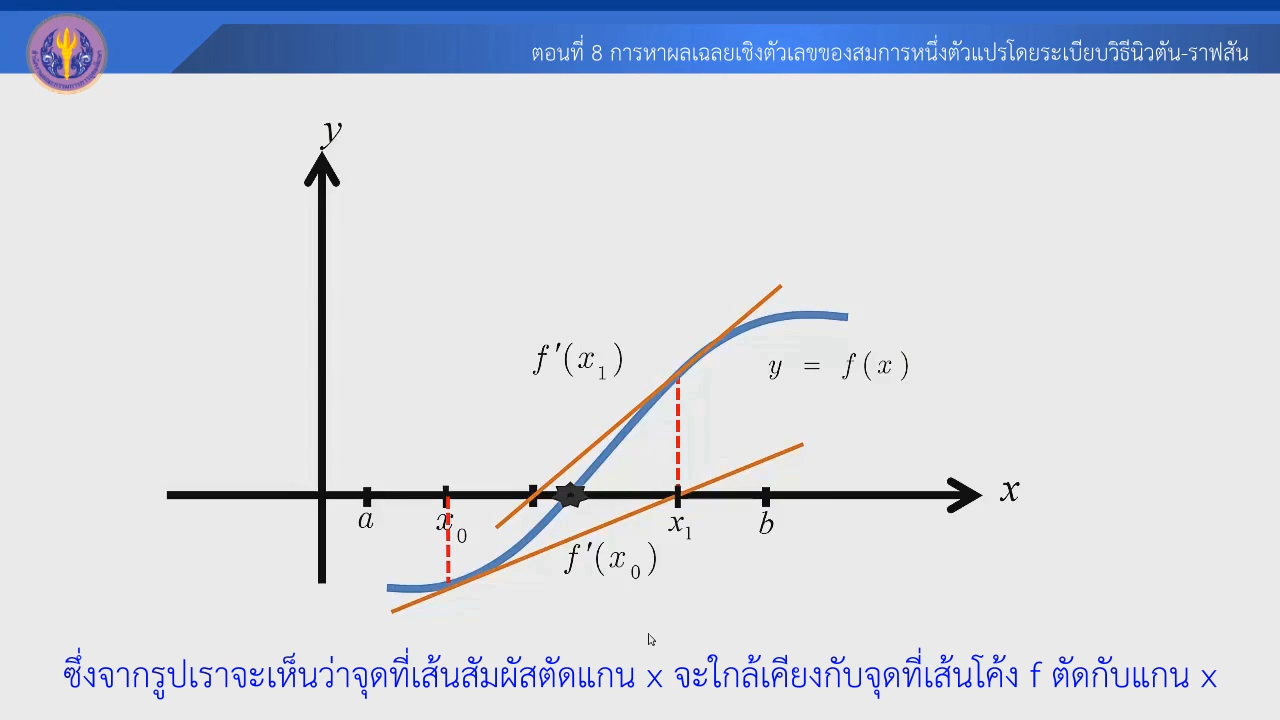 ตอนที่ 8 การหาผลเฉลยเชิงตัวเลขของสมการหนึ่งตัวแปรโดยระเบียบวิธีนิวตัน-ราฟสัน
y
f′(x₁)
y = f(x)
x
a
x₀
x₁
b
f′(x₀)
ซึ่งจากรูปเราจะเห็นว่าจุดที่เส้นสัมผัสตัดแกน x จะใกล้เคียงกับจุดที่เส้นโค้ง f ตัดกับแกน x